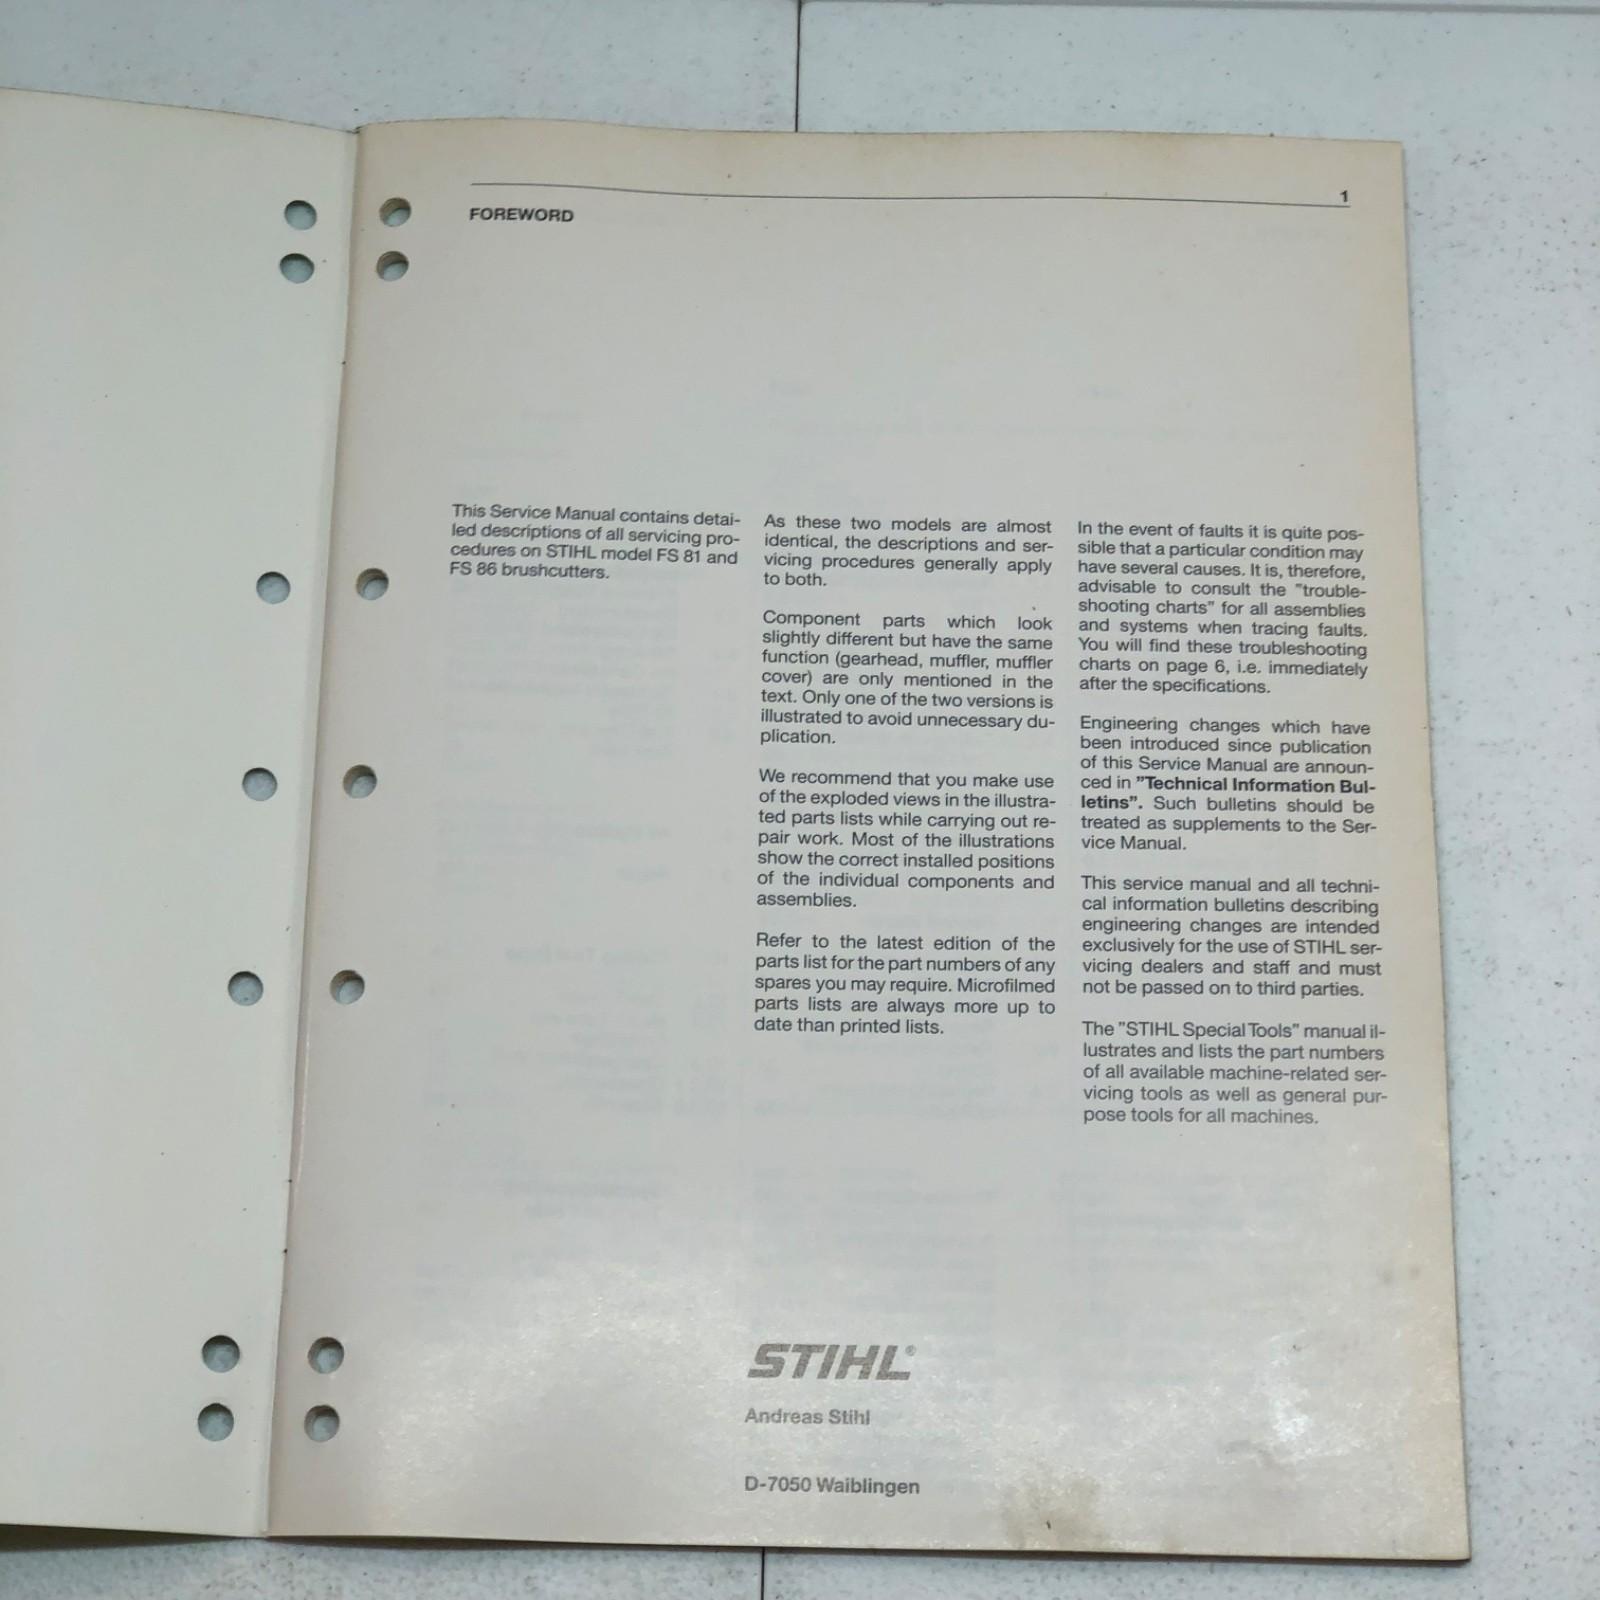 1
FOREWORD
This Service Manual contains detai-
led descriptions of all servicing pro-
cedures on STIHL model FS 81 and
FS 86 brushcutters.
As these two models are almost
identical, the descriptions and ser-
vicing procedures generally apply
to both.
Component parts which look
slightly different but have the same
function (gearhead, muffler, muffler
cover) are only mentioned in the
text. Only one of the two versions is
illustrated to avoid unnecessary du-
plication.
We recommend that you make use
of the exploded views in the illustra-
ted parts lists while carrying out re-
pair work. Most of the illustrations
show the correct installed positions
of the individual components and
assemblies.
Refer to the latest edition of the
parts list for the part numbers of any
spares you may require. Microfilmed
parts lists are always more up to
date than printed lists.
In the event of faults it is quite pos-
sible that a particular condition may
have several causes. It is, therefore,
advisable to consult the "trouble-
shooting charts" for all assemblies
and systems when tracing faults.
You will find these troubleshooting
charts on page 6, i.e. immediately
after the specifications.
Engineering changes which have
been introduced since publication
of this Service Manual are announ-
ced in "Technical Information Bul-
letins". Such bulletins should be
treated as supplements to the Ser-
vice Manual.
This service manual and all techni-
cal information bulletins describing
engineering changes are intended
exclusively for the use of STIHL ser-
vicing dealers and staff and must
not be passed on to third parties.
The "STIHL Special Tools" manual il-
lustrates and lists the part numbers
of all available machine-related ser-
vicing tools as well as general pur-
pose tools for all machines.
STIHL®
Andreas Stihl
D-7050 Waiblingen